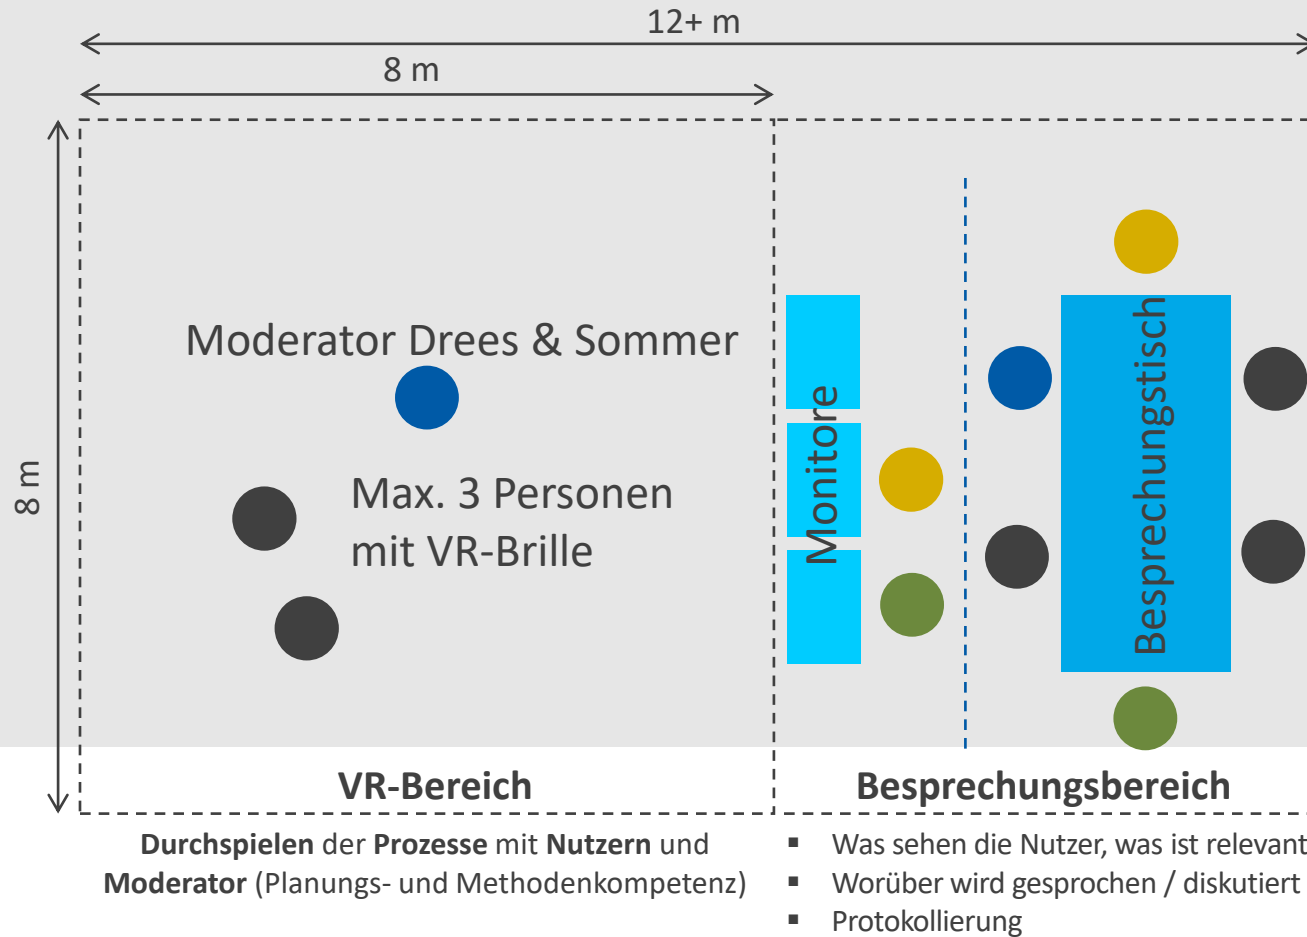 12+ m
8 m
8 m
Moderator Drees & Sommer
Max. 3 Personen
mit VR-Brille
Monitore
Besprechungstisch
VR-Bereich
Besprechungsbereich
Durchspielen der Prozesse mit Nutzern und
Moderator (Planungs- und Methodenkompetenz)
▪ Was sehen die Nutzer, was ist relevant
▪ Worüber wird gesprochen / diskutiert
▪ Protokollierung